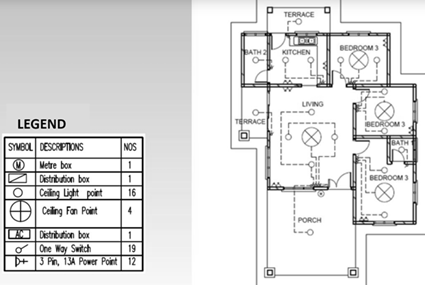 TERRACE
BATH 2
KITCHEN
BEDROOM 3
LIVING
BEDROOM 3
TERRACE
BATH 1
BEDROOM 3
PORCH
LEGEND
SYMBOL DESCRIPTIONS NOS
M Metre box 1
Distribution box 1
Ceiling Light point 16
Ceiling Fan Point 4
AC Distribution box 1
One Way Switch 19
3 Pin, 13A Power Point 12